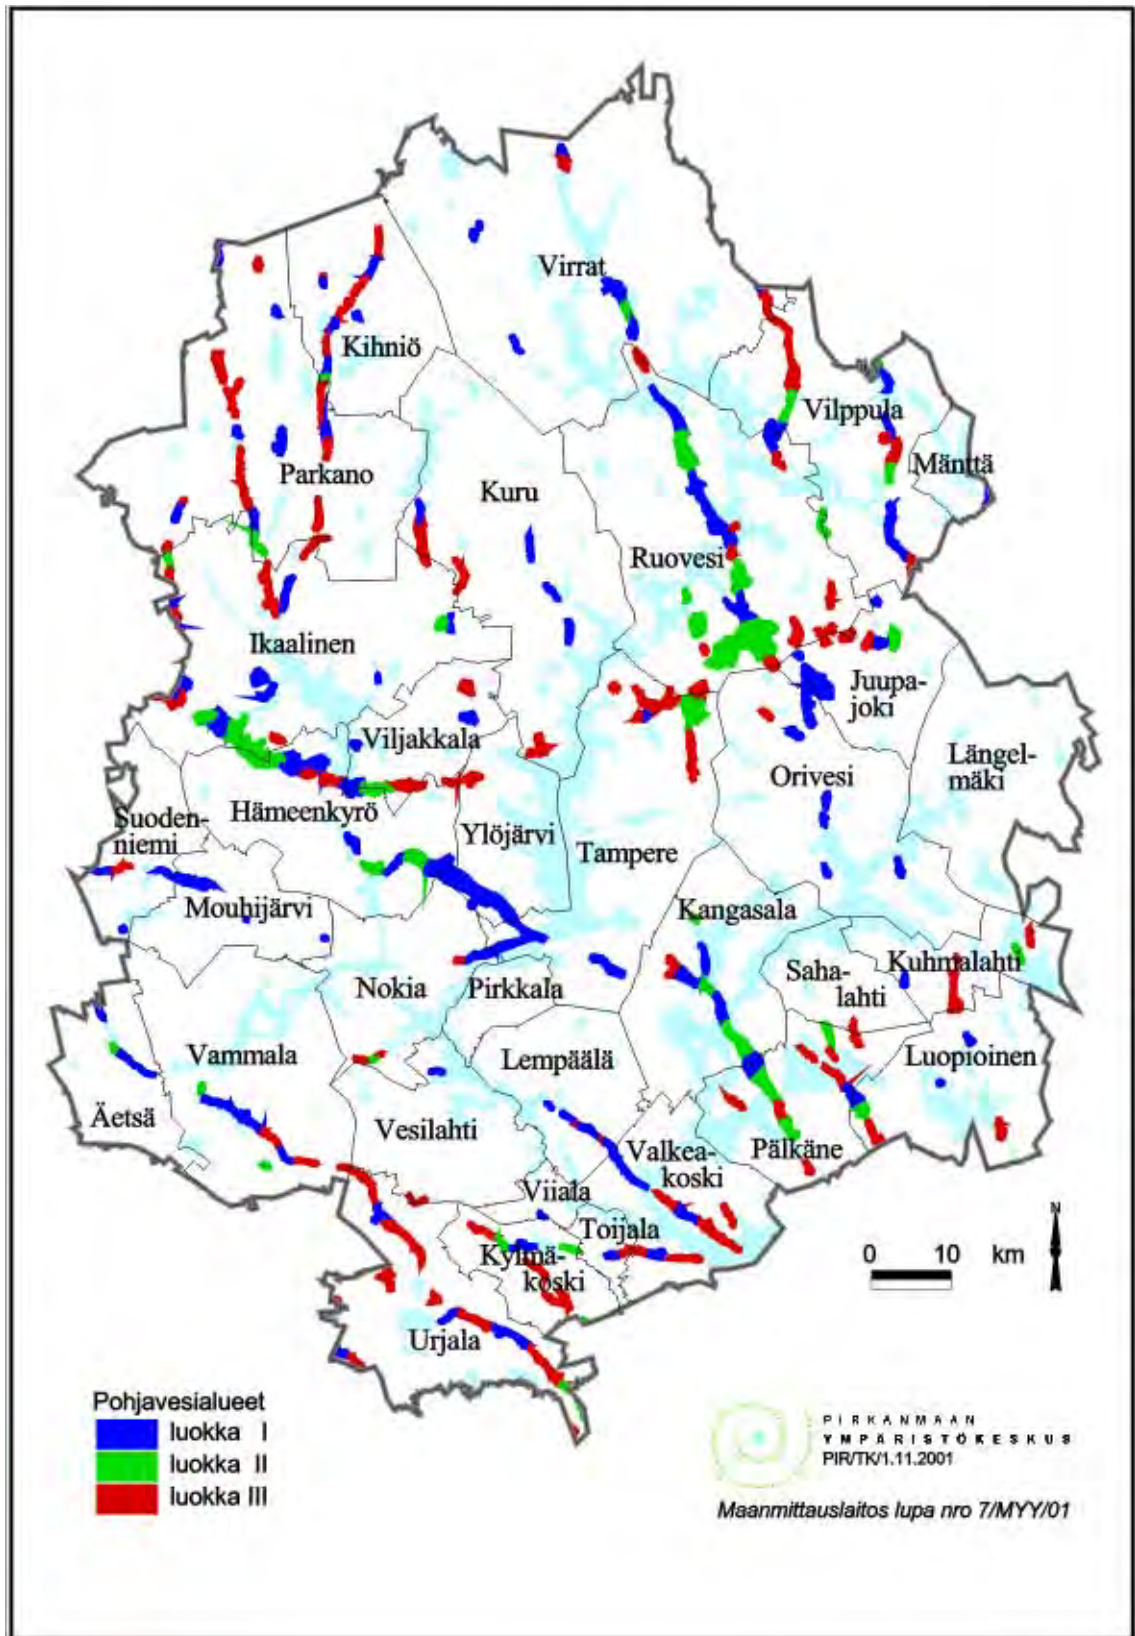 Virrat
Kihniö
Vilppula
Mänttä
Parkano
Kuru
Ruovesi
Ikaalinen
Juupa-
joki
Viljakkala
Längel-
mäki
Orivesi
Hämeenkyrö
Suoden-
niemi
Ylöjärvi
Tampere
Mouhijärvi
Kangasala
Kuhmalahti
Saha-
lahti
Nokia
Pirkkala
Vammala
Lempäälä
Luopioinen
Äetsä
Vesilahti
Valkea-
koski
Pälkäne
Viiala
Toijala
Kylmä-
koski
Urjala
N
0 10 km
Pohjavesialueet
luokka I
luokka II
luokka III
PIRKANMAAN
YMPÄRISTÖKESKUS
PIR/TK/1.11.2001
Maanmittauslaitos lupa nro 7/MYY/01